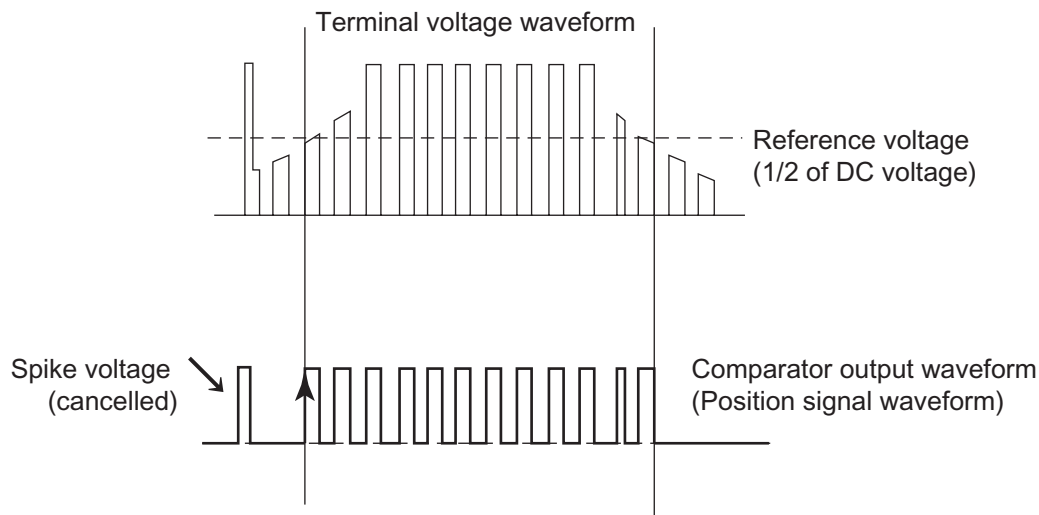 Terminal voltage waveform
Reference voltage
(1/2 of DC voltage)
Spike voltage
(cancelled)
Comparator output waveform
(Position signal waveform)